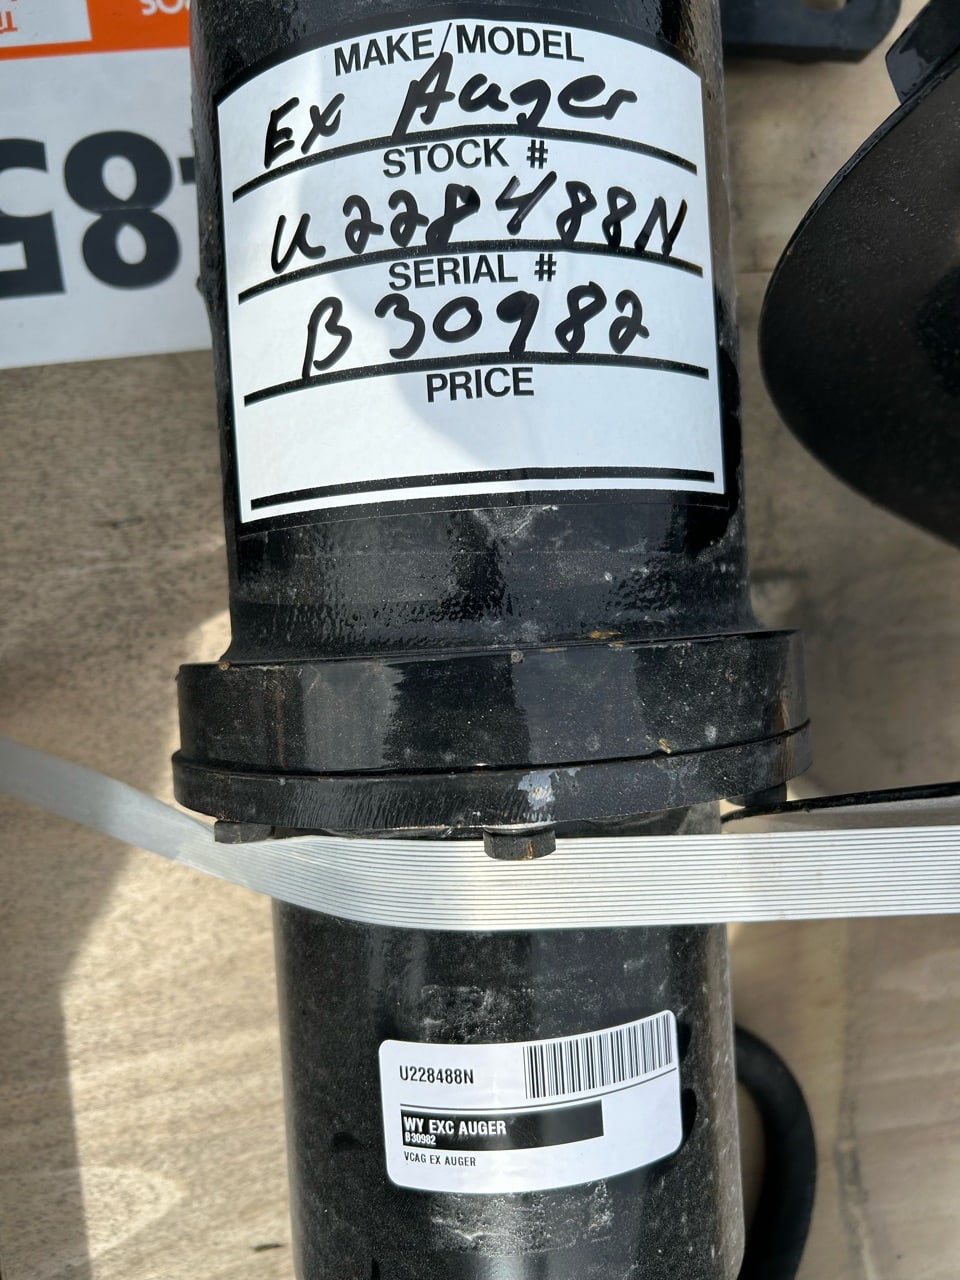 MAKE/MODEL
Ex Auger
STOCK #
U228488N
SERIAL #
B30982
PRICE
U228488N
WY EXC AUGER
B30982
VCAG EX AUGER